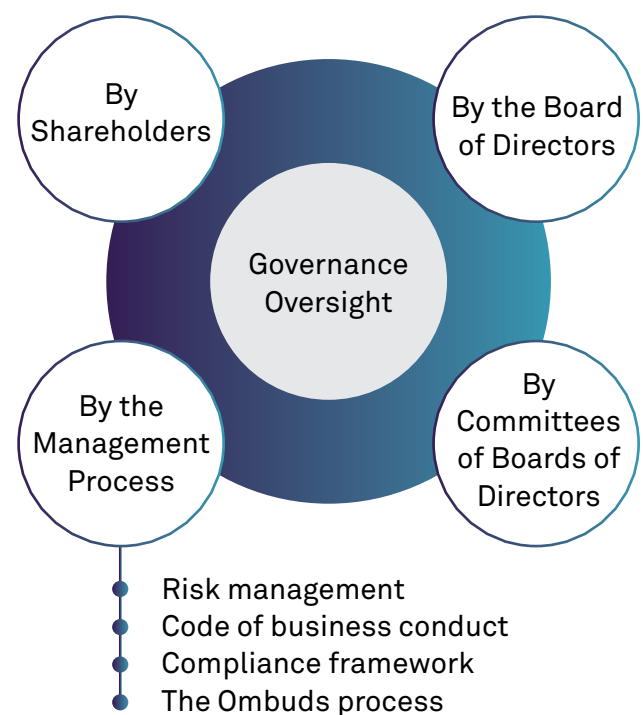 By
Shareholders
By the Board
of Directors
Governance
Oversight
By the
Management
Process
By
Committees
of Boards of
Directors
Risk management
Code of business conduct
Compliance framework
The Ombuds process